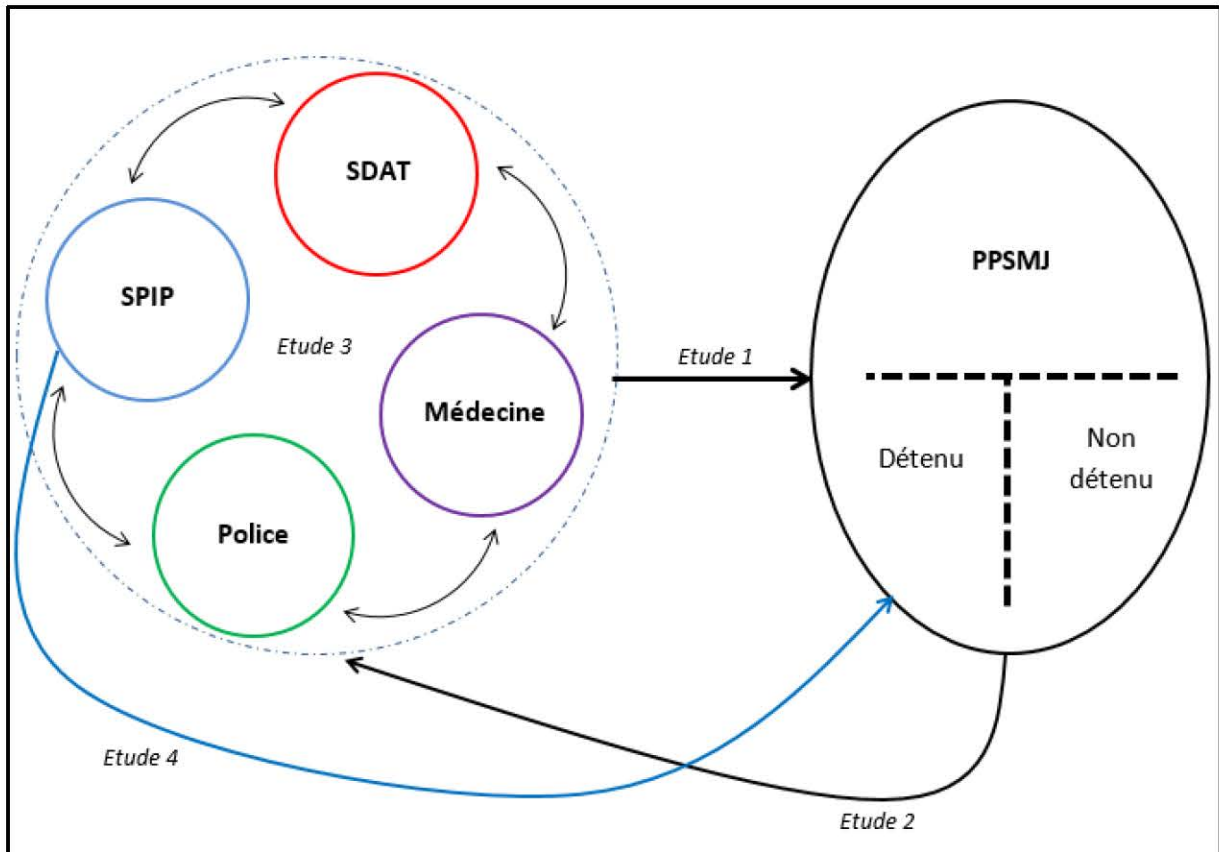 SDAT
SPIP
PPSMJ
Etude 3
Etude 1
Médecine
Détenu
Non
détenu
Police
Etude 4
Etude 2